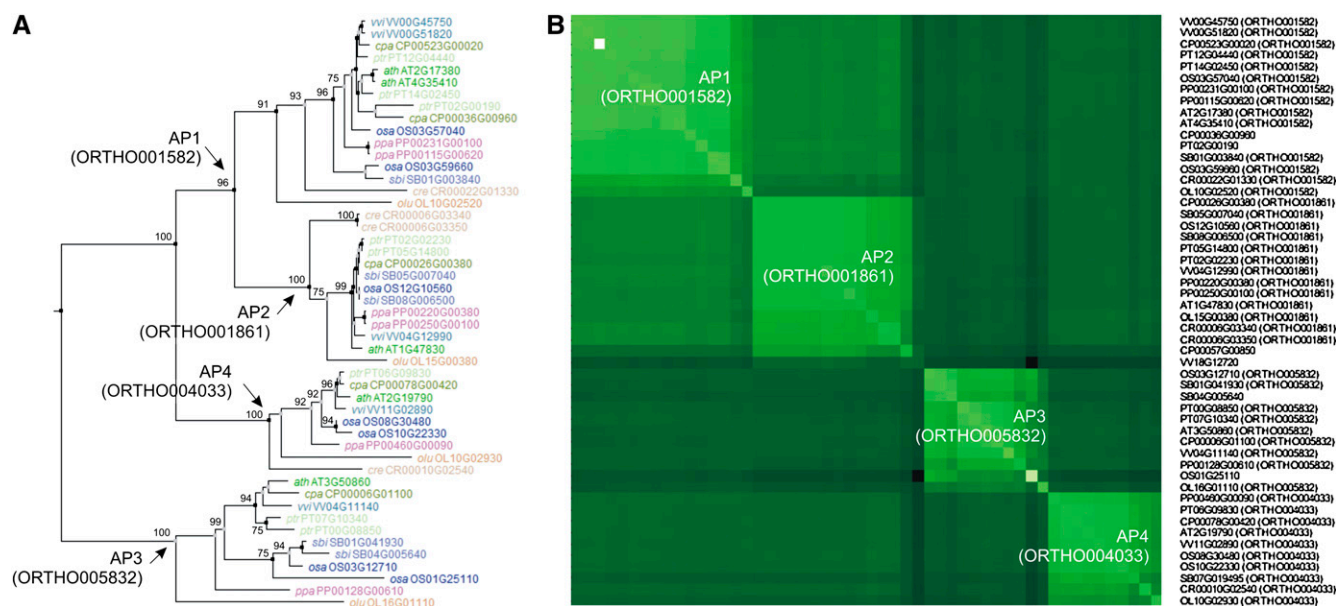 A
vvi VV00G45750
vvi VV00G51820
cpa CP00523G00020
ptr PT12G04440
75
ath AT2G17380
ath AT4G35410
96
ptr PT14G02450
93
91
ptr PT02G00190
cpa CP00036G00960
osa OS03G57040
AP1
(ORTHO001582)
ppa PP00231G00100
ppa PP00115G00620
osa OS03G59660
sbi SB01G003840
96
cre CR00022G01330
olu OL10G02520
100
cre CR00006G03340
cre CR00006G03350
100
ptr PT02G02230
ptr PT05G14800
cpa CP00026G00380
sbi SB05G007040
100
99
osa OS12G10560
75
sbi SB08G006500
AP2
(ORTHO001861)
ppa PP00220G00380
ppa PP00250G00100
vvi VV04G12990
ath AT1G47830
olu OL15G00380
AP4
(ORTHO004033)
ptr PT06G09830
96
cpa CP00078G00420
92
ath AT2G19790
92
vvi VV11G02890
100
94
osa OS08G30480
osa OS10G22330
ppa PP00460G00090
olu OL10G02930
cre CR00010G02540
ath AT3G50860
94
cpa CP00006G01100
vvi VV04G11140
99
ptr PT07G10340
75
ptr PT00G08850
100
94
sbi SB01G041930
75
sbi SB04G005640
AP3
(ORTHO005832)
osa OS03G12710
osa OS01G25110
ppa PP00128G00610
olu OL16G01110
B
AP1
(ORTHO001582)
AP2
(ORTHO001861)
AP3
(ORTHO005832)
AP4
(ORTHO004033)
VV00G45750 (ORTHO001582)
VV00G51820 (ORTHO001582)
CP00523G00020 (ORTHO001582)
PT12G04440 (ORTHO001582)
PT14G02450 (ORTHO001582)
OS03G57040 (ORTHO001582)
PP00231G00100 (ORTHO001582)
PP00115G00620 (ORTHO001582)
AT2G17380 (ORTHO001582)
AT4G35410 (ORTHO001582)
CP00036G00960
PT02G00190
SB01G003840 (ORTHO001582)
OS03G59660 (ORTHO001582)
CR00022G01330 (ORTHO001582)
OL10G02520 (ORTHO001582)
CP00026G00380 (ORTHO001861)
SB05G007040 (ORTHO001861)
OS12G10560 (ORTHO001861)
SB08G006500 (ORTHO001861)
PT05G14800 (ORTHO001861)
PT02G02230 (ORTHO001861)
VV04G12990 (ORTHO001861)
PP00220G00380 (ORTHO001861)
PP00250G00100 (ORTHO001861)
AT1G47830 (ORTHO001861)
OL15G00380 (ORTHO001861)
CR00006G03340 (ORTHO001861)
CR00006G03350 (ORTHO001861)
CP00057G00850
VV18G12720
OS03G12710 (ORTHO005832)
SB01G041930 (ORTHO005832)
SB04G005640
PT00G08850 (ORTHO005832)
PT07G10340 (ORTHO005832)
AT3G50860 (ORTHO005832)
CP00006G01100 (ORTHO005832)
VV04G11140 (ORTHO005832)
PP00128G00610 (ORTHO005832)
OS01G25110
OL16G01110 (ORTHO005832)
PP00460G00090 (ORTHO004033)
PT06G09830 (ORTHO004033)
CP00078G00420 (ORTHO004033)
AT2G19790 (ORTHO004033)
VV11G02890 (ORTHO004033)
OS08G30480 (ORTHO004033)
OS10G22330 (ORTHO004033)
SB07G019495 (ORTHO004033)
CR00010G02540 (ORTHO004033)
OL10G02930 (ORTHO004033)